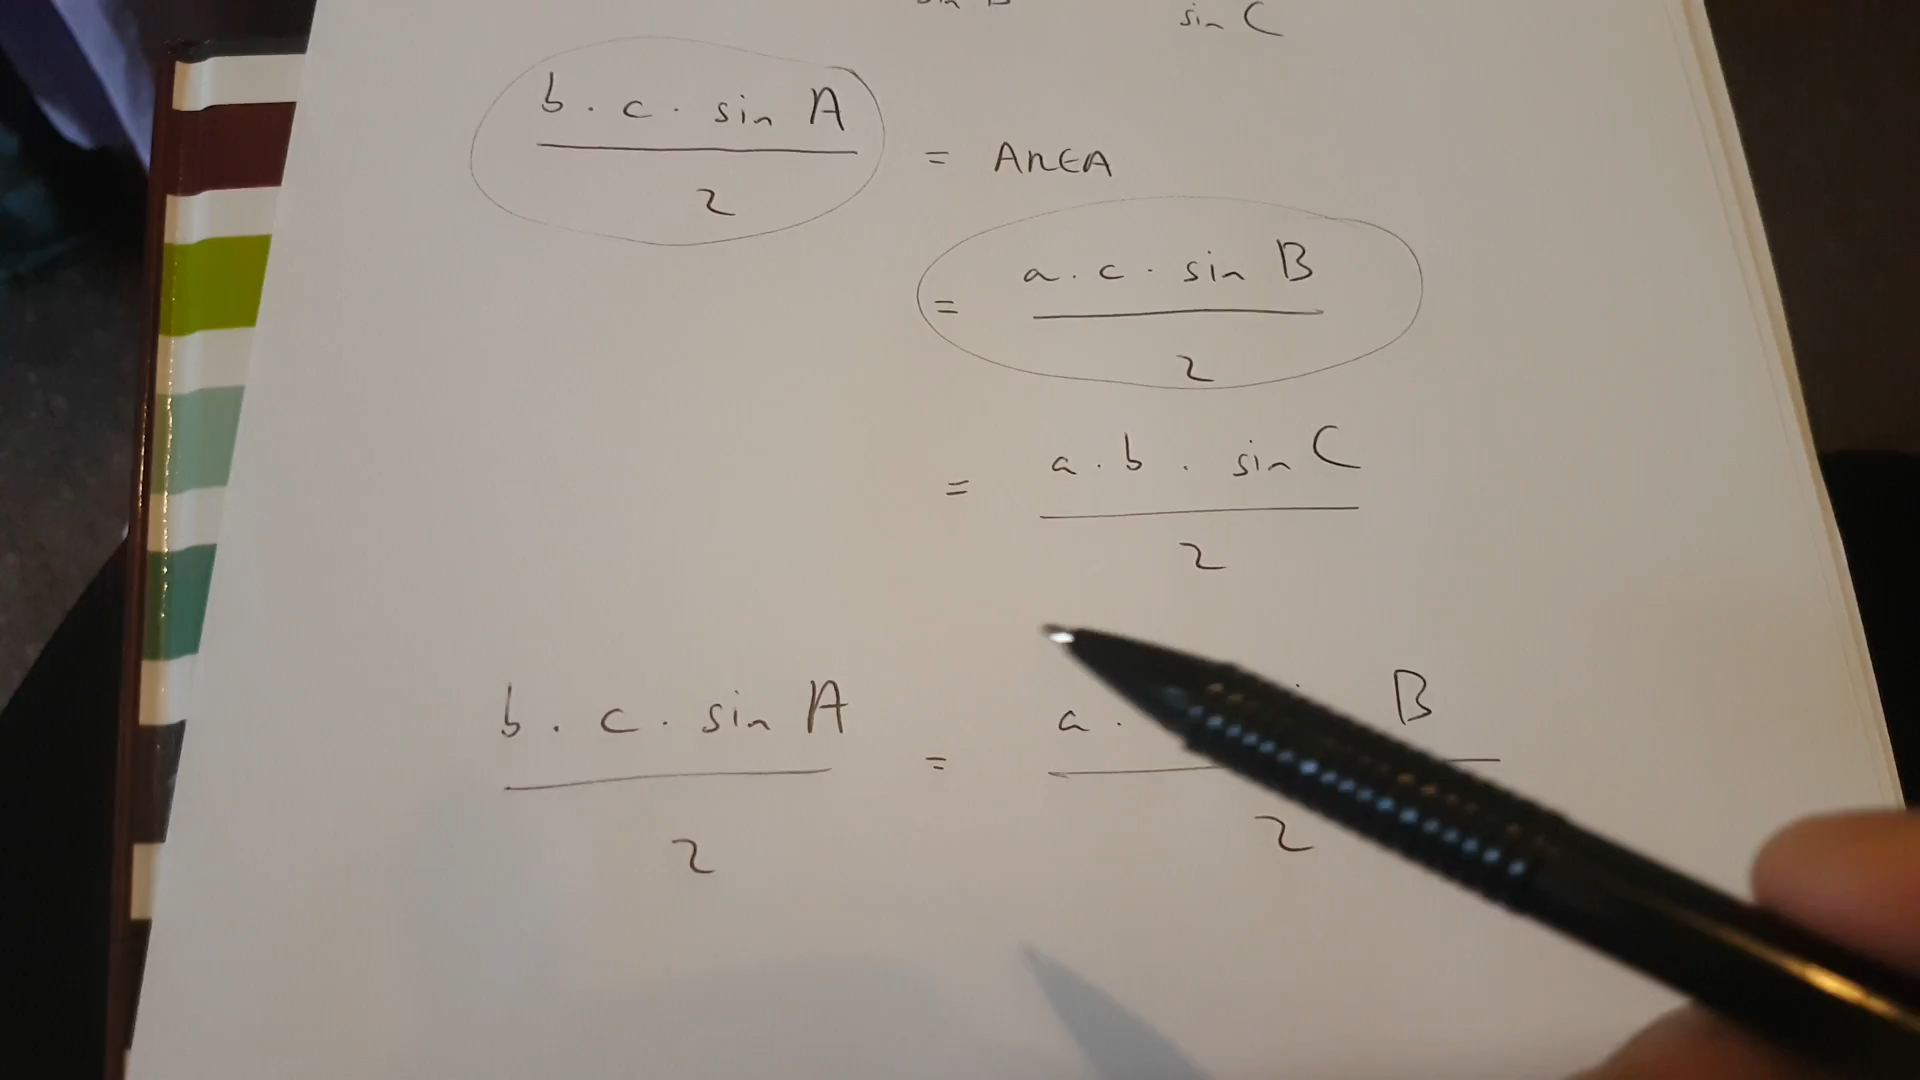 sin C
b . c . sin A
2
= AREA
= a . c . sin B
2
= a . b . sin C
2
b . c . sin A = a . B
2 2